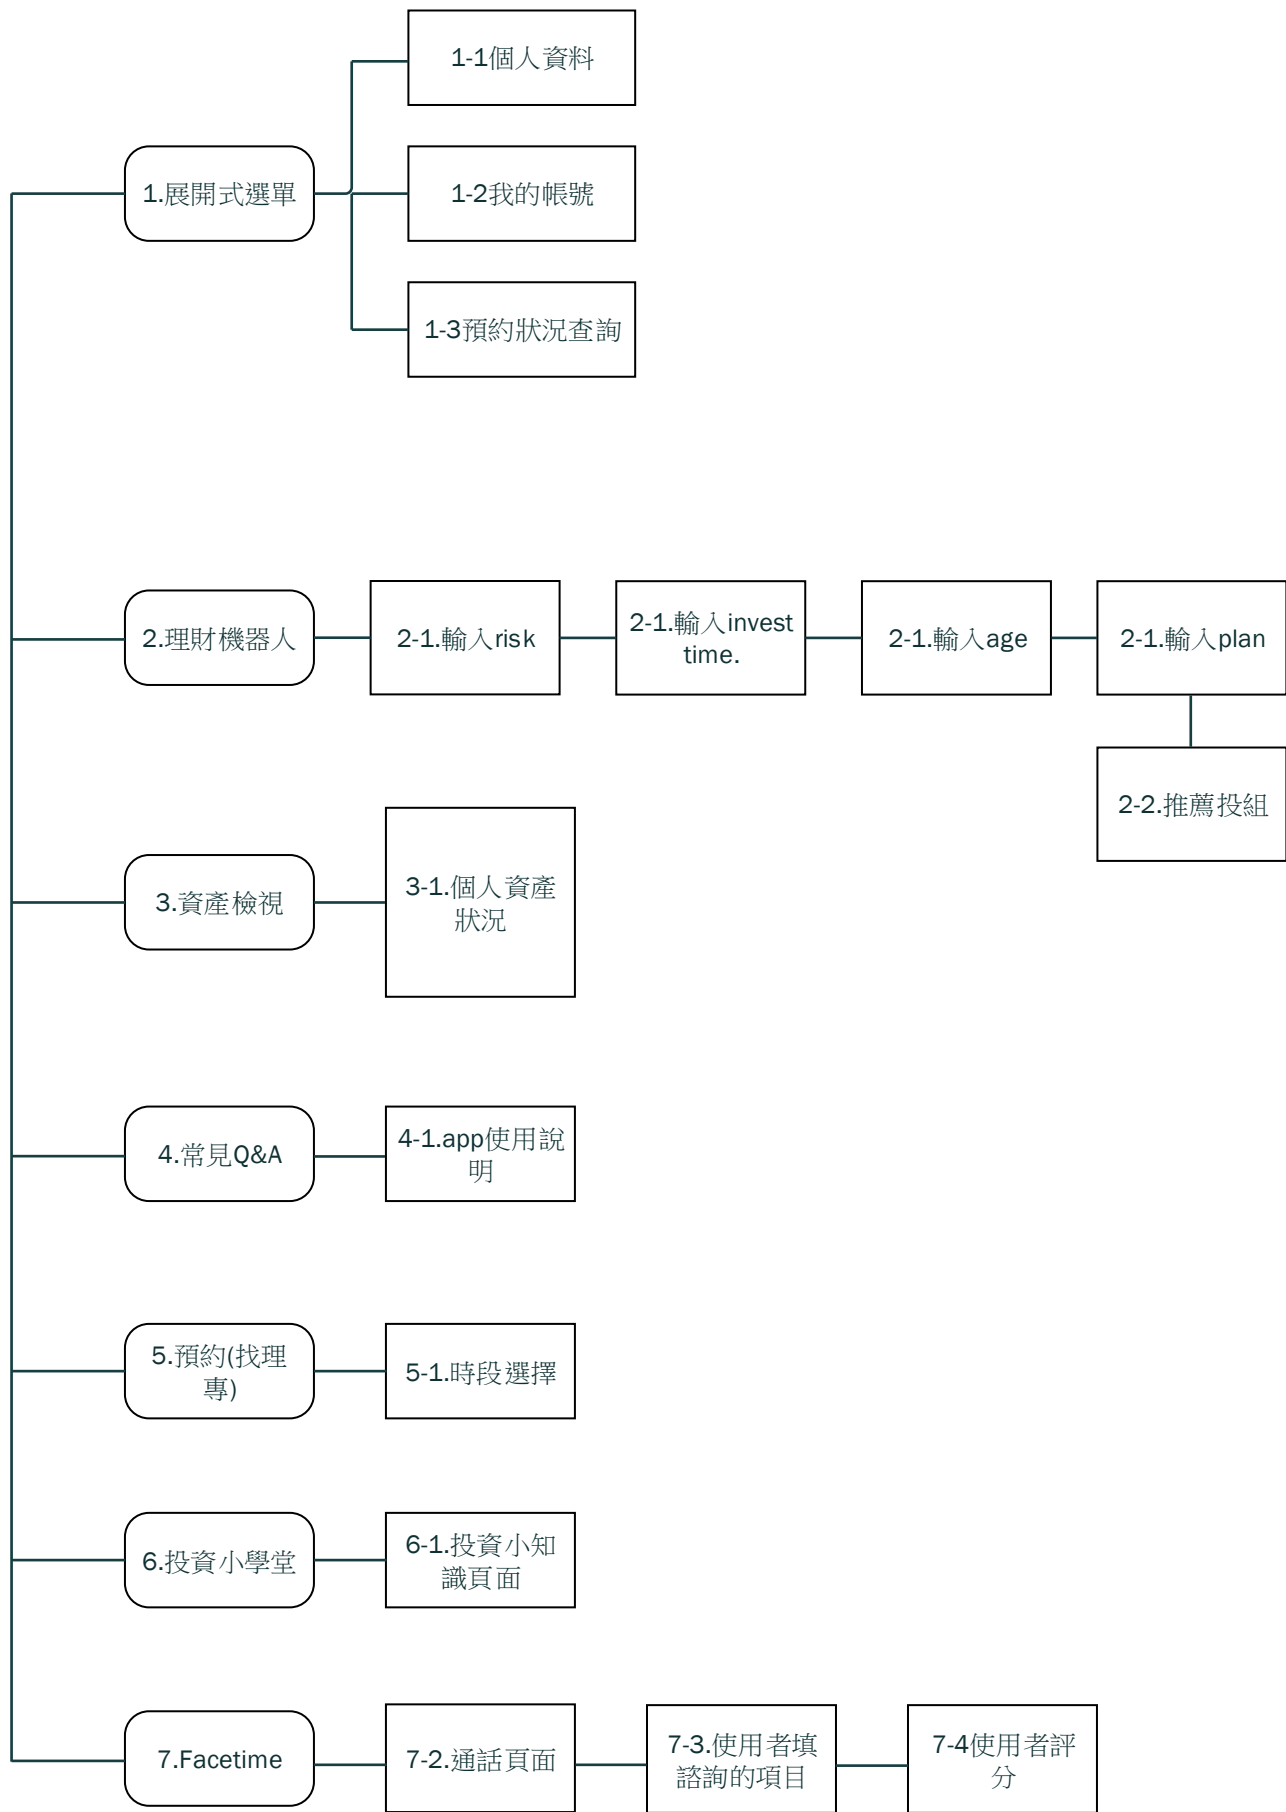 1-1個人資料
1.展開式選單
1-2我的帳號
1-3預約狀況查詢
2.理財機器人
2-1.輸入risk
2-1.輸入invest
time.
2-1.輸入age
2-1.輸入plan
2-2.推薦投組
3.資產檢視
3-1.個人資產
狀況
4.常見Q&A
4-1.app使用說
明
5.預約(找理
專)
5-1.時段選擇
6.投資小學堂
6-1.投資小知
識頁面
7.Facetime
7-2.通話頁面
7-3.使用者填
諮詢的項目
7-4使用者評
分